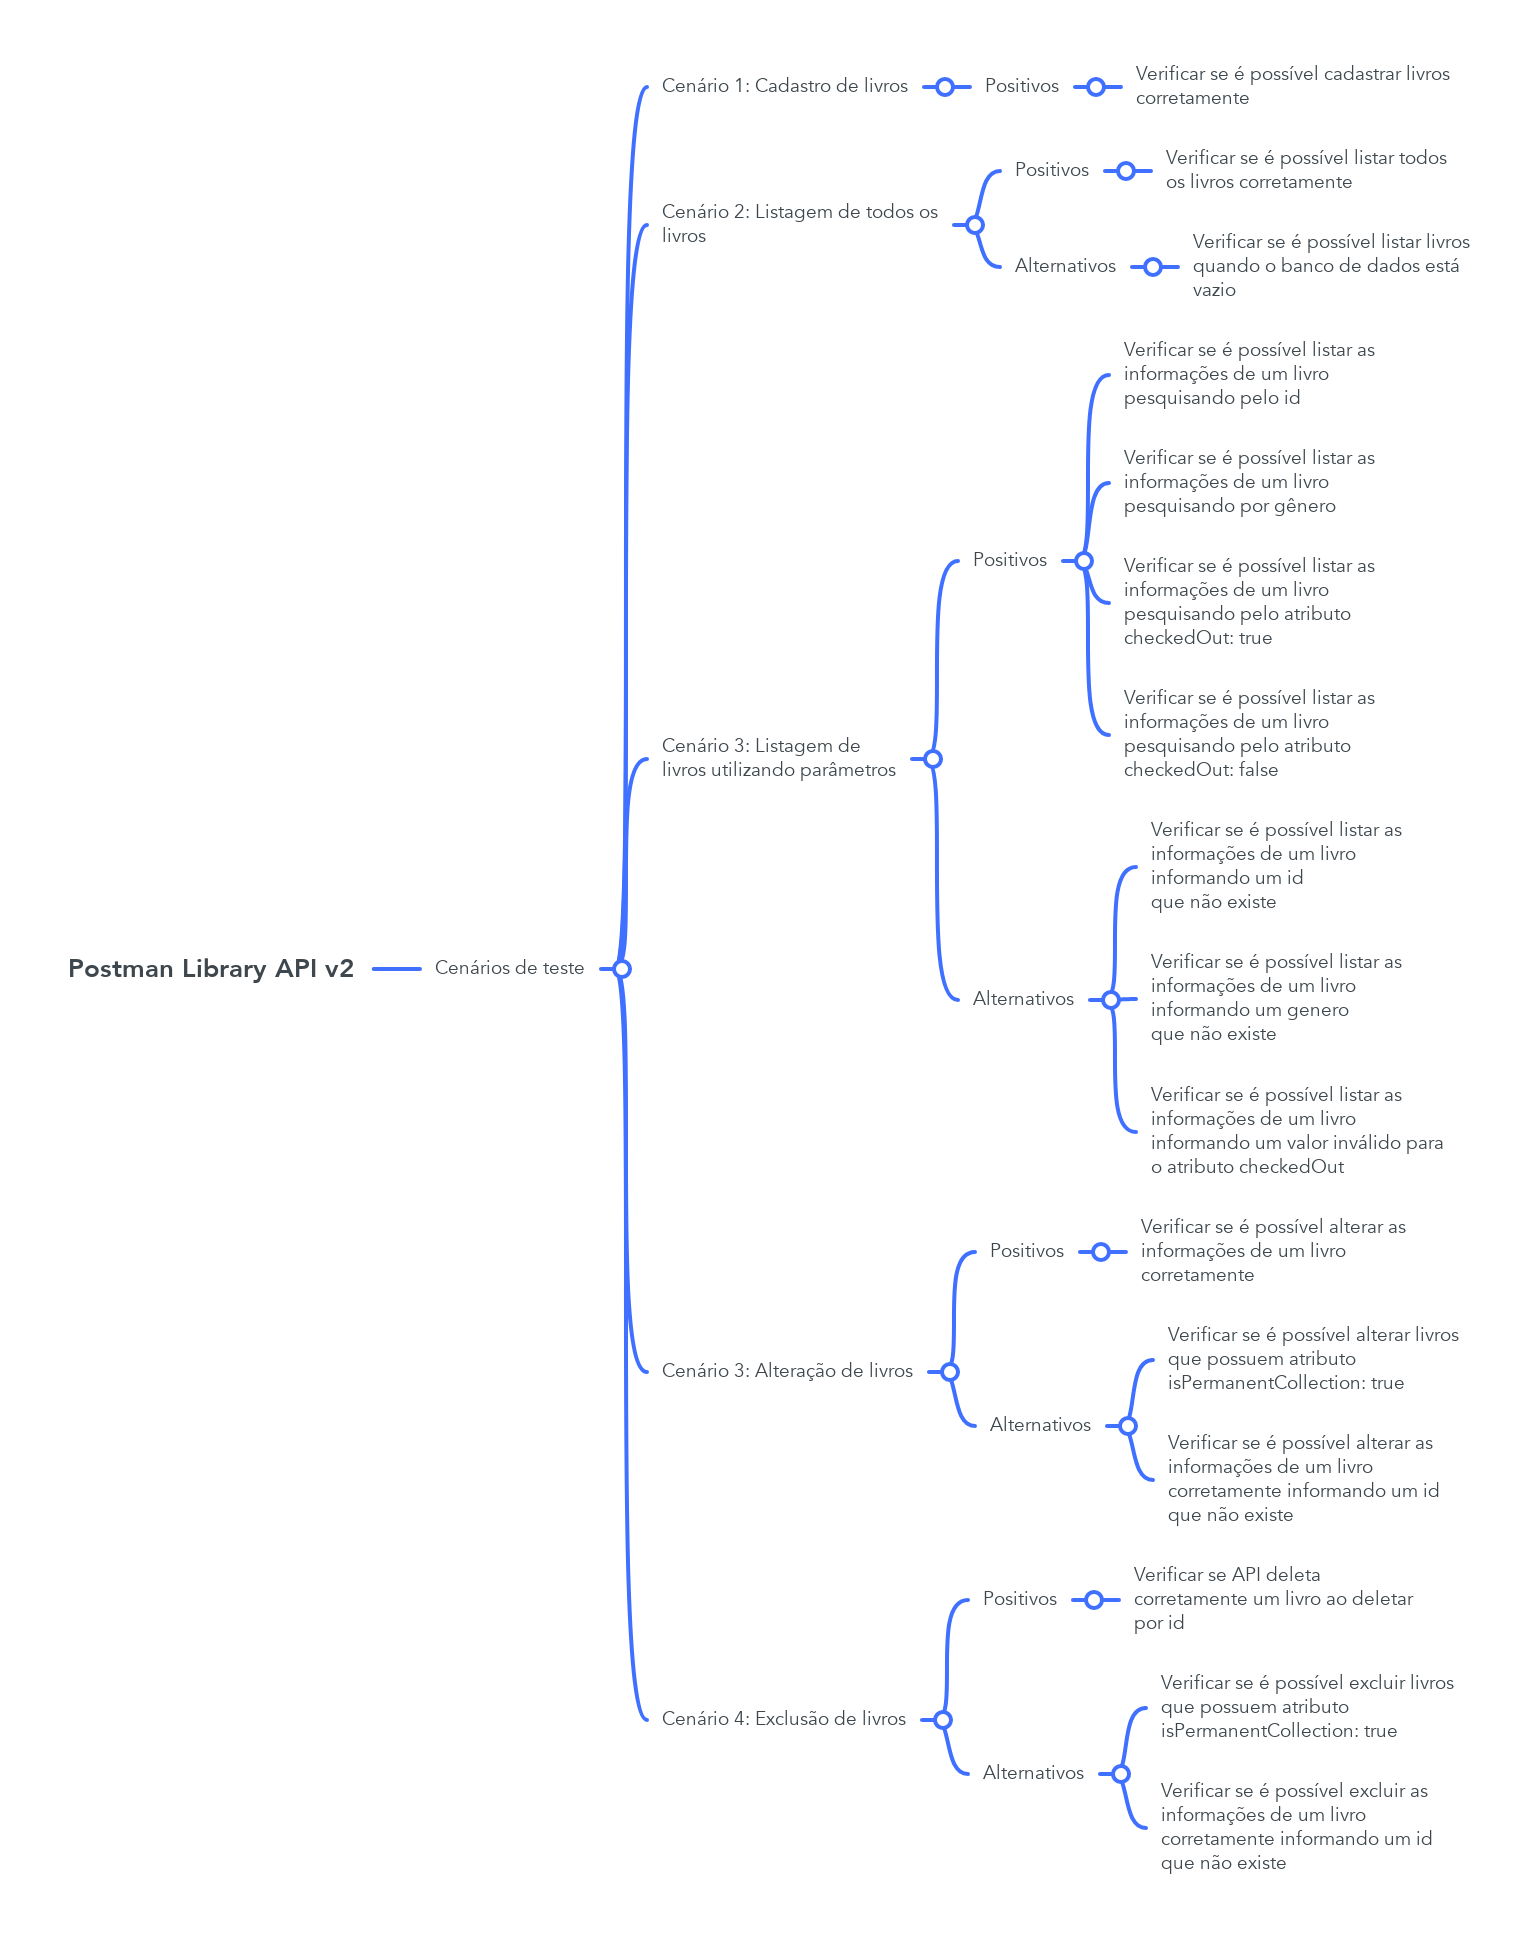 Postman Library API v2
Cenários de teste
Cenário 1: Cadastro de livros
Positivos
Verificar se é possível cadastrar livros
corretamente
Cenário 2: Listagem de todos os
livros
Positivos
Verificar se é possível listar todos
os livros corretamente
Alternativos
Verificar se é possível listar livros
quando o banco de dados está
vazio
Cenário 3: Listagem de
livros utilizando parâmetros
Positivos
Verificar se é possível listar as
informações de um livro
pesquisando pelo id
Verificar se é possível listar as
informações de um livro
pesquisando por gênero
Verificar se é possível listar as
informações de um livro
pesquisando pelo atributo
checkedOut: true
Verificar se é possível listar as
informações de um livro
pesquisando pelo atributo
checkedOut: false
Alternativos
Verificar se é possível listar as
informações de um livro
informando um id
que não existe
Verificar se é possível listar as
informações de um livro
informando um genero
que não existe
Verificar se é possível listar as
informações de um livro
informando um valor inválido para
o atributo checkedOut
Cenário 3: Alteração de livros
Positivos
Verificar se é possível alterar as
informações de um livro
corretamente
Alternativos
Verificar se é possível alterar livros
que possuem atributo
isPermanentCollection: true
Verificar se é possível alterar as
informações de um livro
corretamente informando um id
que não existe
Cenário 4: Exclusão de livros
Positivos
Verificar se API deleta
corretamente um livro ao deletar
por id
Alternativos
Verificar se é possível excluir livros
que possuem atributo
isPermanentCollection: true
Verificar se é possível excluir as
informações de um livro
corretamente informando um id
que não existe